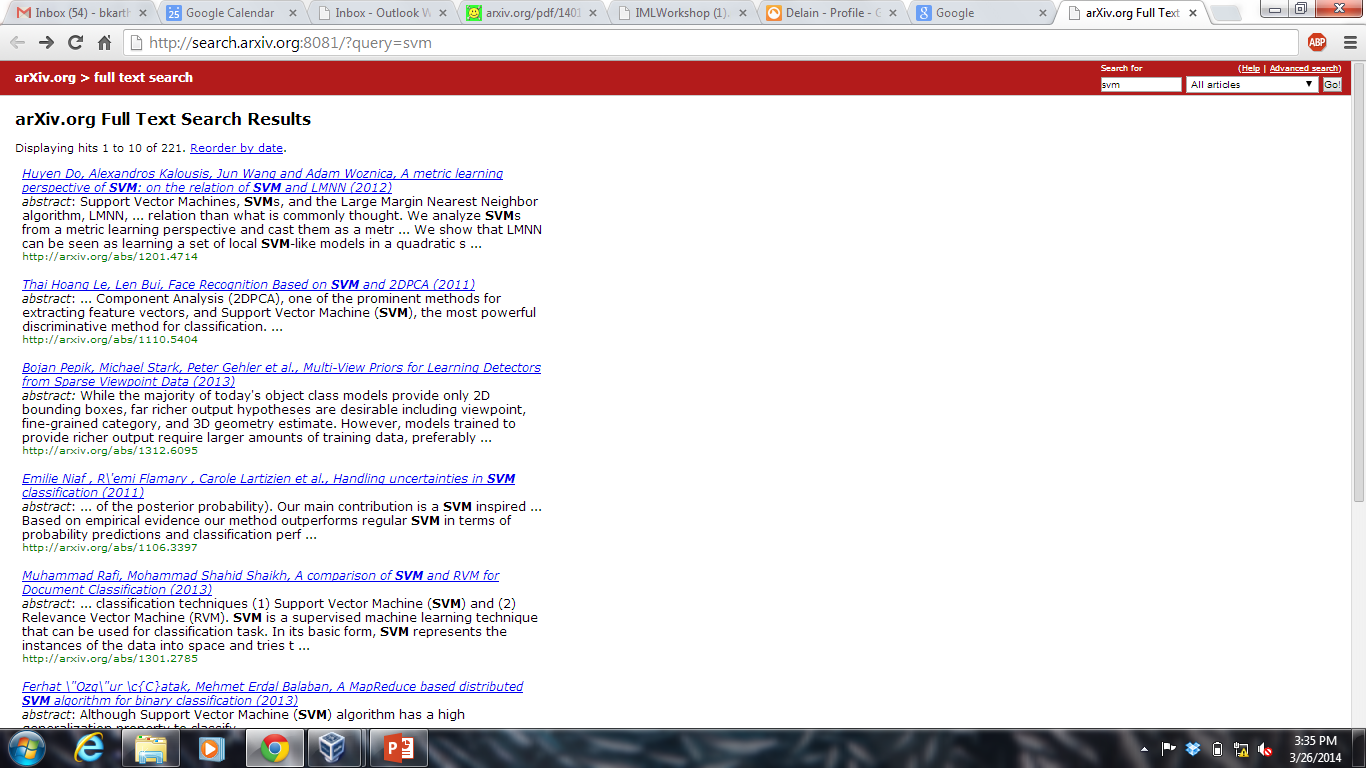 Inbox (54) - bkarth
Google Calendar
Inbox - Outlook W
arxiv.org/pdf/1401
IMLWorkshop (1).
Delain - Profile - G
Google
arXiv.org Full Text
http://search.arxiv.org:8081/?query=svm
ABP
arXiv.org > full text search
Search for
(Help | Advanced search)
svm
All articles
Go!
arXiv.org Full Text Search Results
Displaying hits 1 to 10 of 221. Reorder by date.
Huyen Do, Alexandros Kalousis, Jun Wang and Adam Woznica, A metric learning
perspective of SVM: on the relation of SVM and LMNN (2012)
abstract: Support Vector Machines, SVMs, and the Large Margin Nearest Neighbor
algorithm, LMNN, ... relation than what is commonly thought. We analyze SVMs
from a metric learning perspective and cast them as a metr ... We show that LMNN
can be seen as learning a set of local SVM-like models in a quadratic s ...
http://arxiv.org/abs/1201.4714
Thai Hoang Le, Len Bui, Face Recognition Based on SVM and 2DPCA (2011)
abstract: ... Component Analysis (2DPCA), one of the prominent methods for
extracting feature vectors, and Support Vector Machine (SVM), the most powerful
discriminative method for classification. ...
http://arxiv.org/abs/1110.5404
Bojan Pepik, Michael Stark, Peter Gehler et al., Multi-View Priors for Learning Detectors
from Sparse Viewpoint Data (2013)
abstract: While the majority of today's object class models provide only 2D
bounding boxes, far richer output hypotheses are desirable including viewpoint,
fine-grained category, and 3D geometry estimate. However, models trained to
provide richer output require larger amounts of training data, preferably ...
http://arxiv.org/abs/1312.6095
Emilie Niaf , R\'emi Flamary , Carole Lartizien et al., Handling uncertainties in SVM
classification (2011)
abstract: ... of the posterior probability). Our main contribution is a SVM inspired ...
Based on empirical evidence our method outperforms regular SVM in terms of
probability predictions and classification perf ...
http://arxiv.org/abs/1106.3397
Muhammad Rafi, Mohammad Shahid Shaikh, A comparison of SVM and RVM for
Document Classification (2013)
abstract: ... classification techniques (1) Support Vector Machine (SVM) and (2)
Relevance Vector Machine (RVM). SVM is a supervised machine learning technique
that can be used for classification task. In its basic form, SVM represents the
instances of the data into space and tries t ...
http://arxiv.org/abs/1301.2785
Ferhat \"Ozg\"ur \c{C}atak, Mehmet Erdal Balaban, A MapReduce based distributed
SVM algorithm for binary classification (2013)
abstract: Although Support Vector Machine (SVM) algorithm has a high
generalization property to classify
3:35 PM
3/26/2014